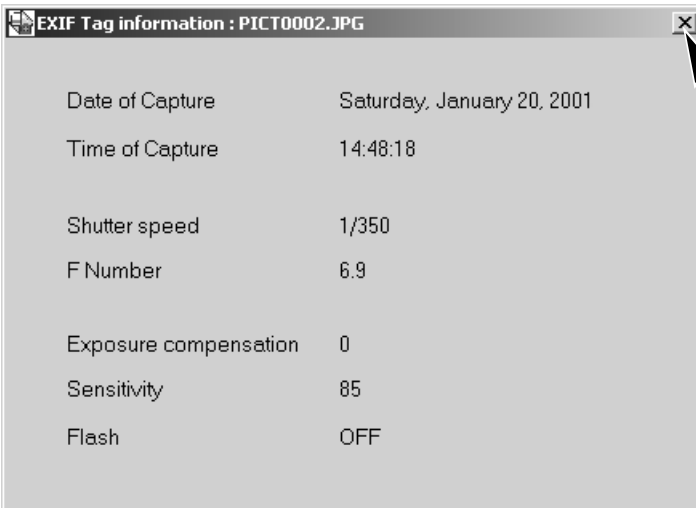 EXIF Tag information : PICT0002.JPG
Date of Capture Saturday, January 20, 2001
Time of Capture 14:48:18
Shutter speed 1/350
F Number 6.9
Exposure compensation 0
Sensitivity 85
Flash OFF